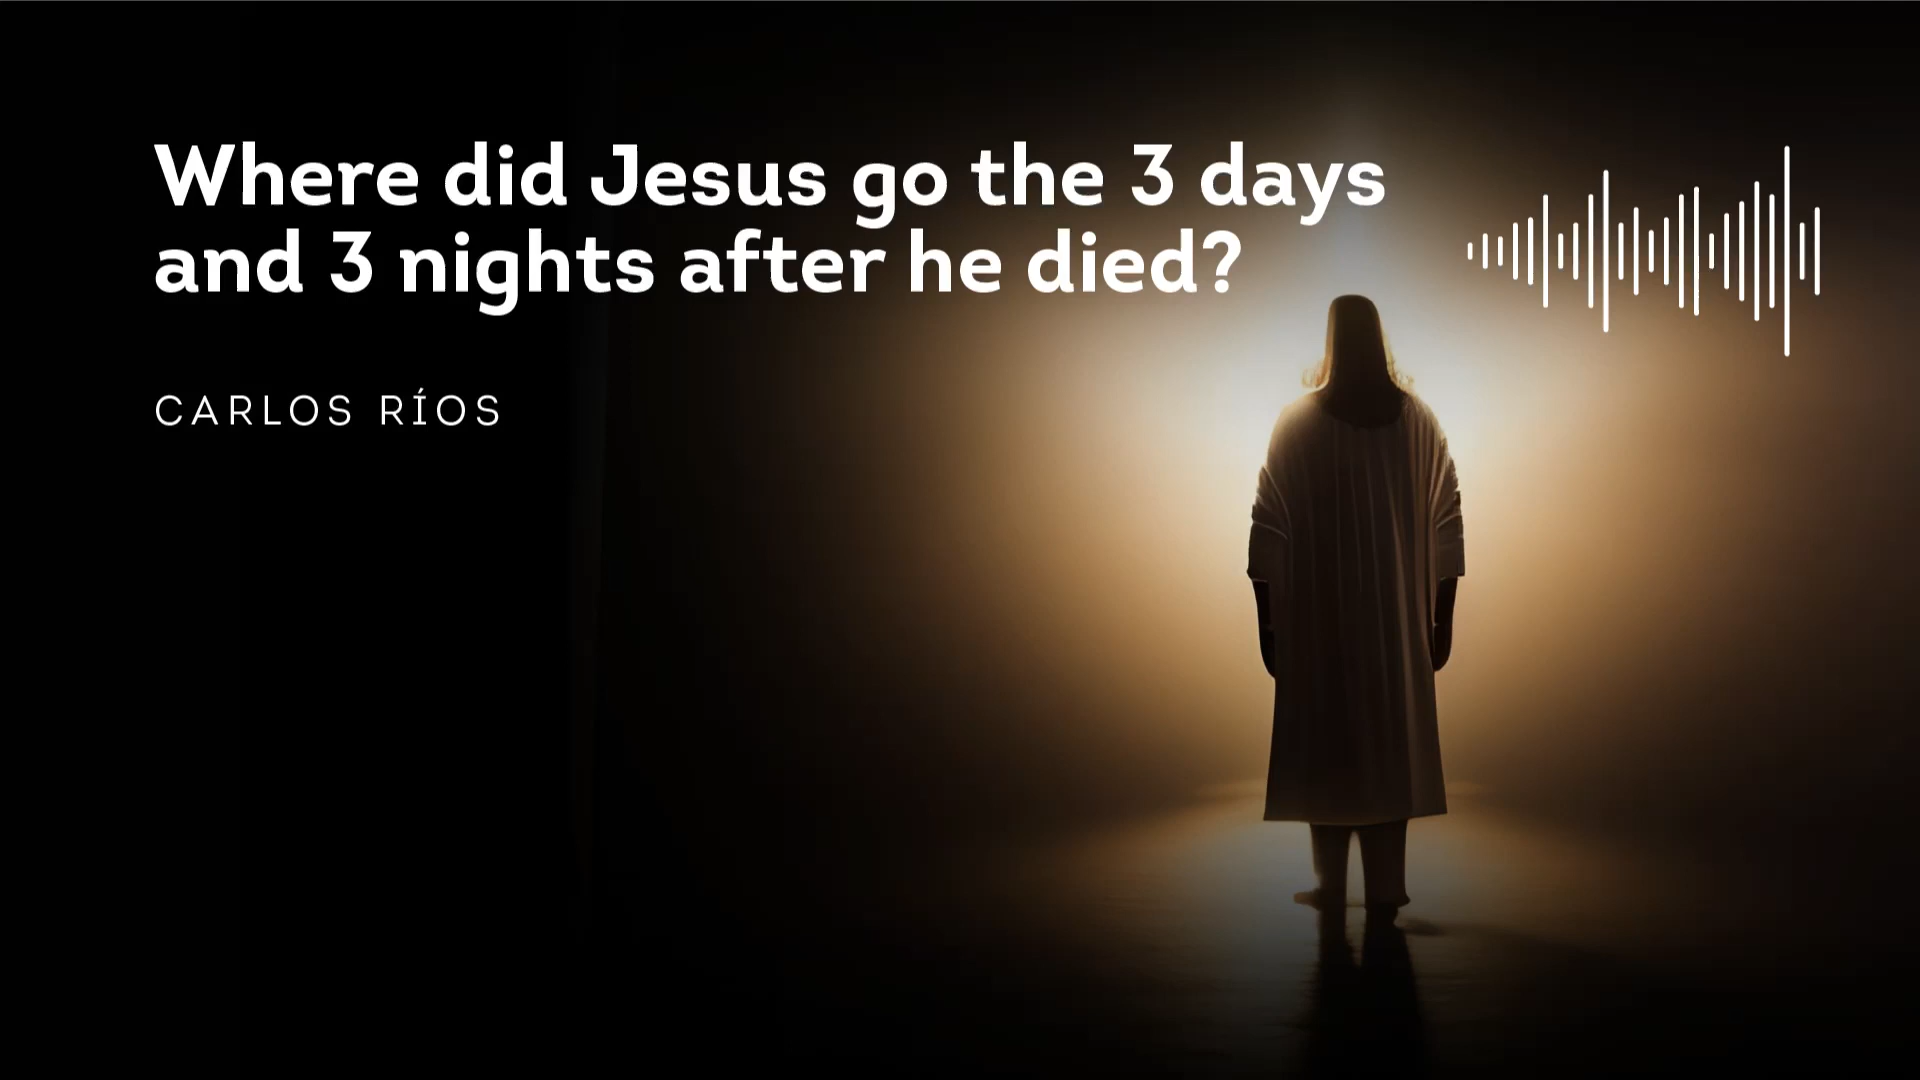 Where did Jesus go the 3 days
and 3 nights after he died?
CARLOS RÍOS